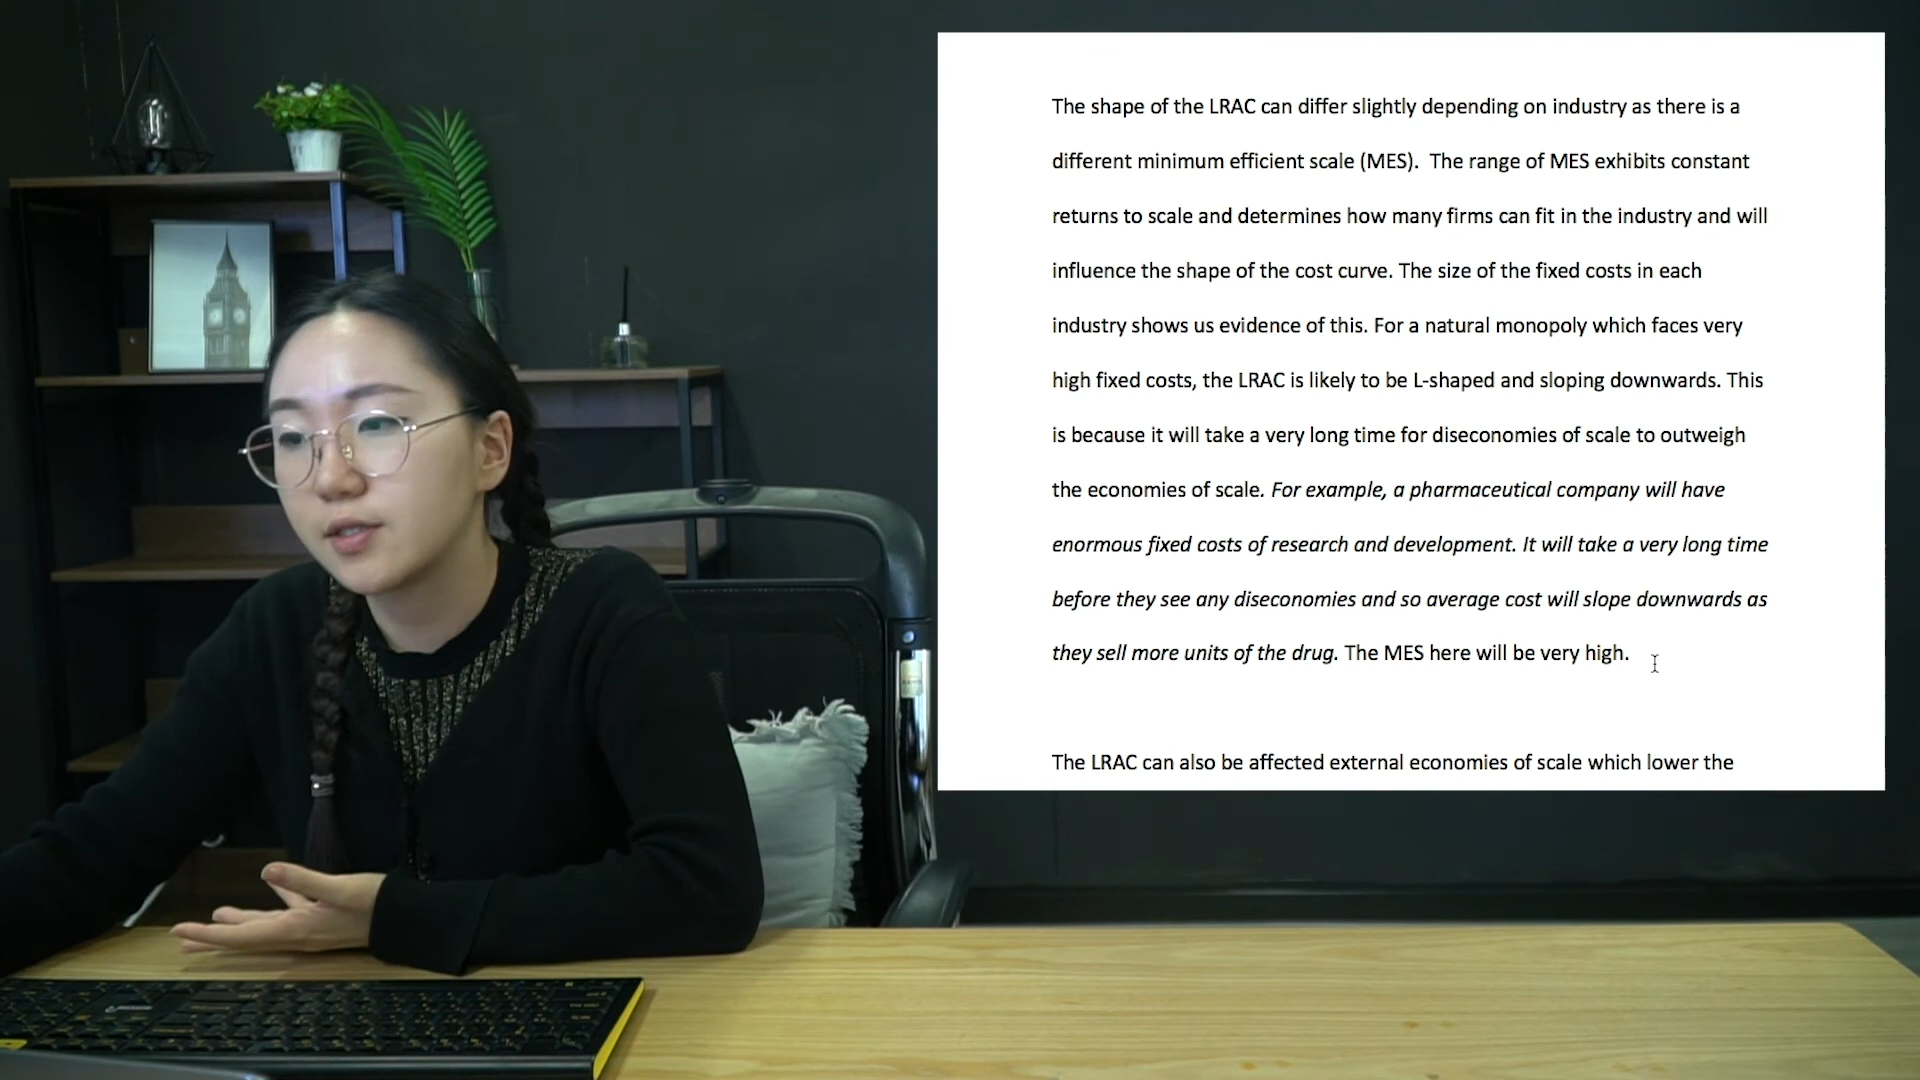 The shape of the LRAC can differ slightly depending on industry as there is a
different minimum efficient scale (MES).  The range of MES exhibits constant
returns to scale and determines how many firms can fit in the industry and will
influence the shape of the cost curve. The size of the fixed costs in each
industry shows us evidence of this. For a natural monopoly which faces very
high fixed costs, the LRAC is likely to be L-shaped and sloping downwards. This
is because it will take a very long time for diseconomies of scale to outweigh
the economies of scale. For example, a pharmaceutical company will have
enormous fixed costs of research and development. It will take a very long time
before they see any diseconomies and so average cost will slope downwards as
they sell more units of the drug. The MES here will be very high.
The LRAC can also be affected external economies of scale which lower the